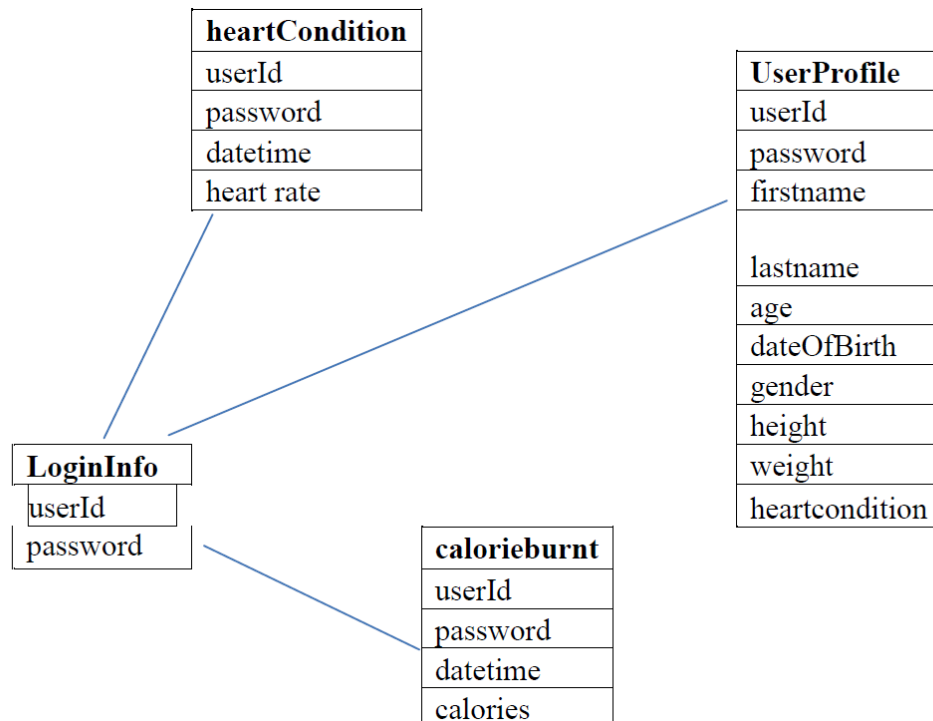 heartCondition
userId
password
datetime
heart rate
UserProfile
userId
password
firstname
lastname
age
dateOfBirth
gender
height
weight
heartcondition
LoginInfo
userId
password
calorieburnt
userId
password
datetime
calories